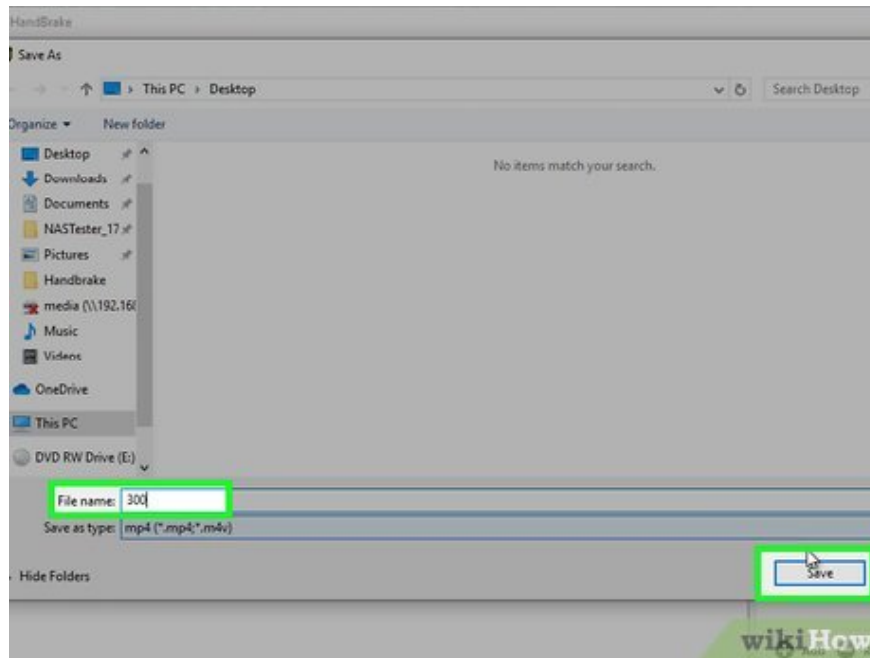 HandBrake
Save As
This PC › Desktop
Search Desktop
Organize
New folder
No items match your search.
Desktop
Downloads
Documents
NASTester_17
Pictures
Handbrake
media (\\192.168
Music
Videos
OneDrive
This PC
DVD RW Drive (E:)
File name: 300
Save as type: mp4 (*.mp4;*.m4v)
Hide Folders
Save
wikiHow